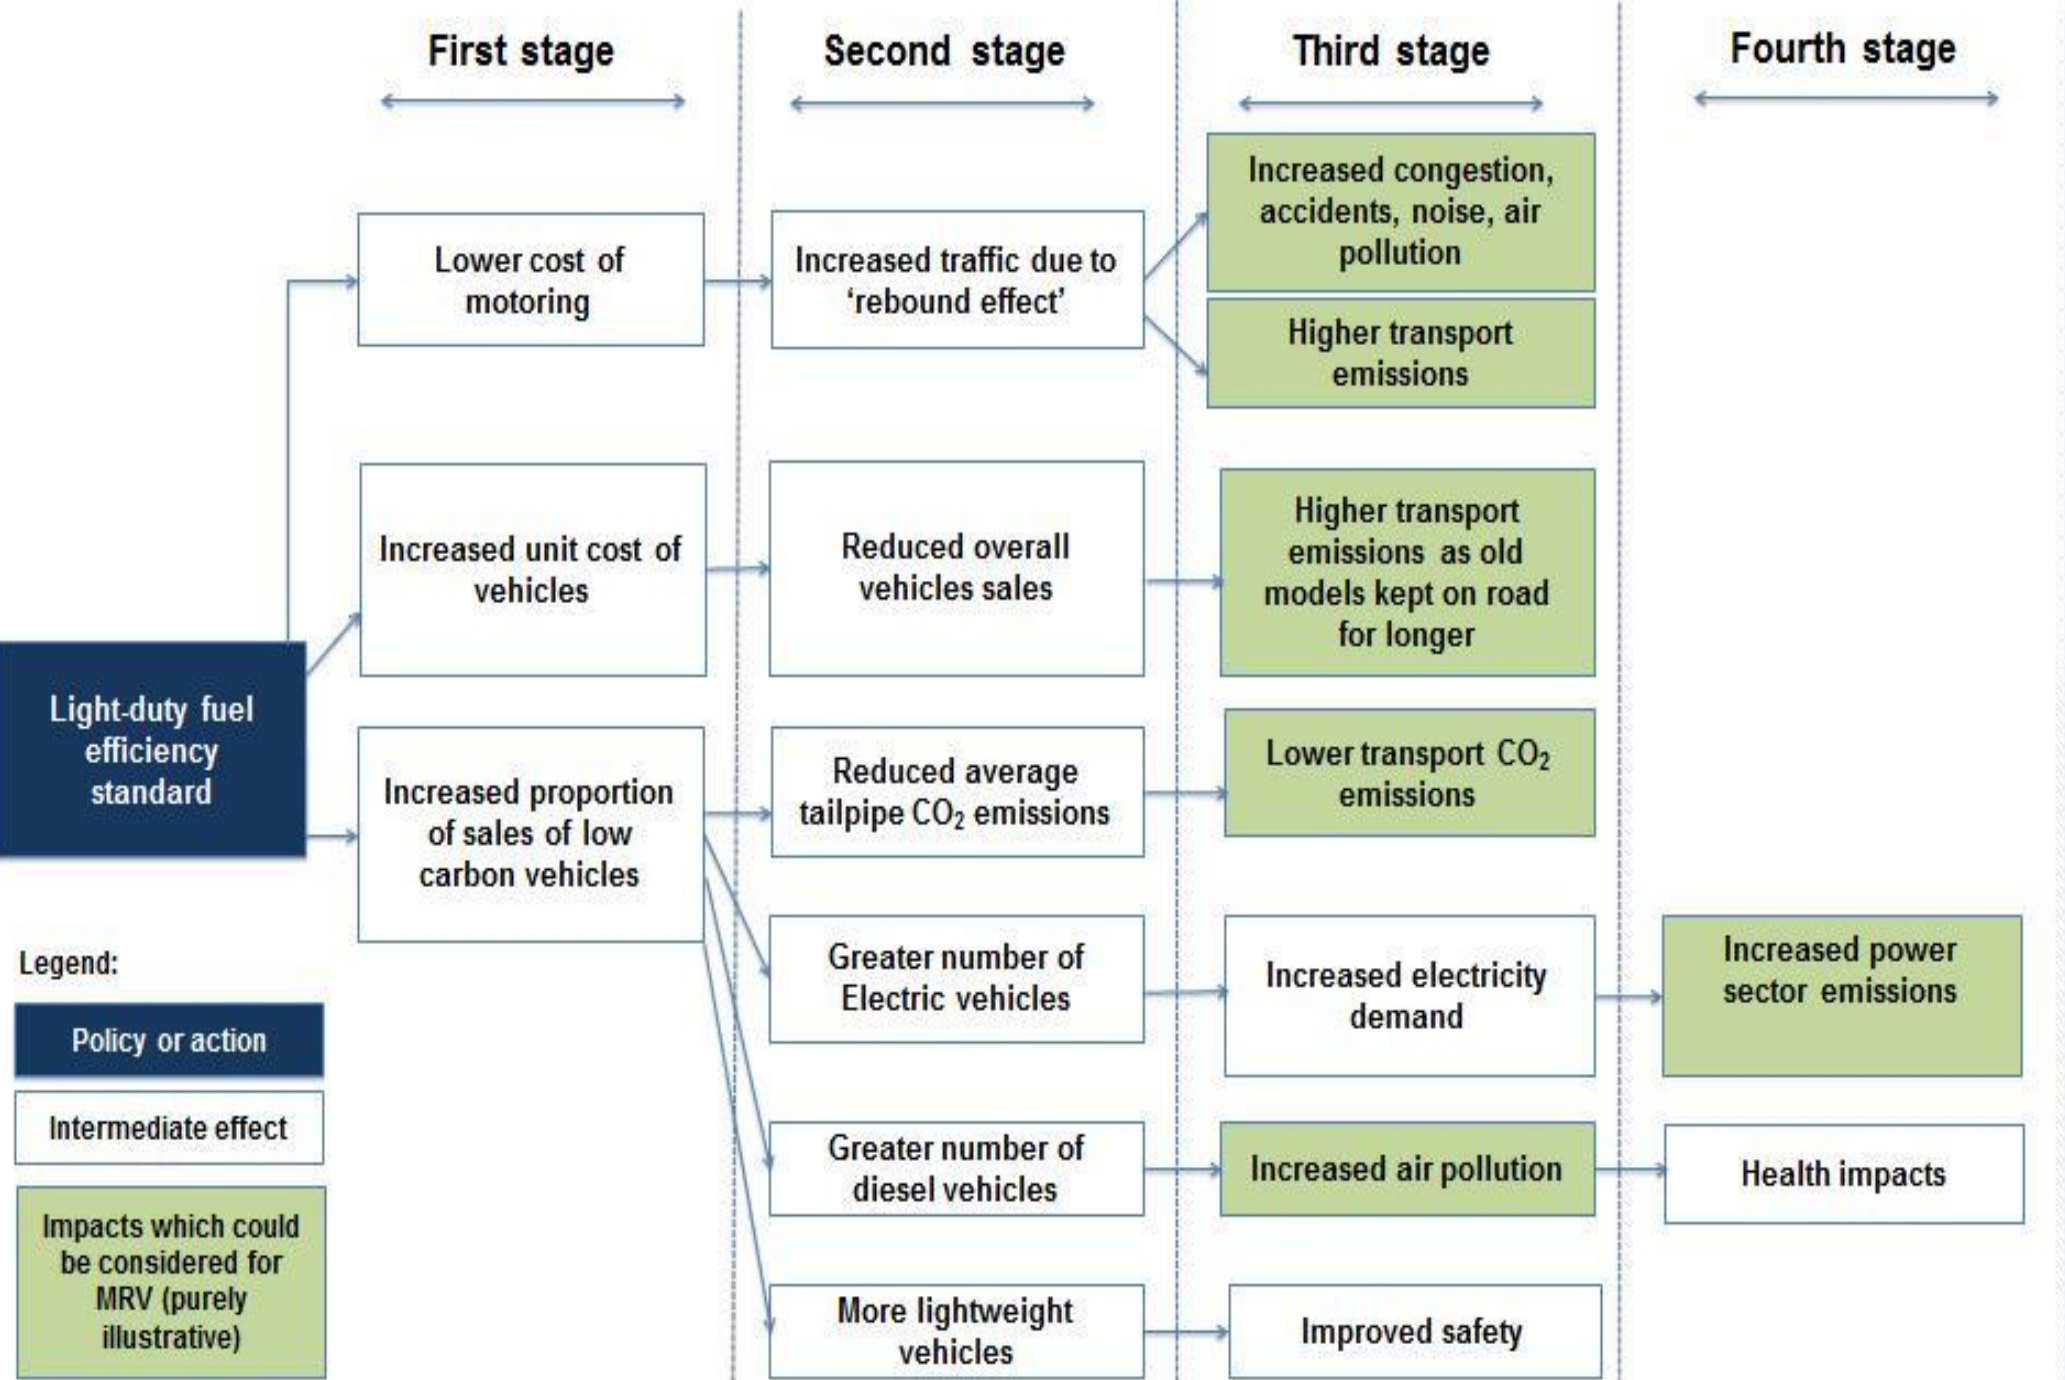 First stage
Second stage
Third stage
Fourth stage
Lower cost of
motoring
Increased traffic due to
‘rebound effect’
Increased congestion,
accidents, noise, air
pollution
Higher transport
emissions
Increased unit cost of
vehicles
Reduced overall
vehicles sales
Higher transport
emissions as old
models kept on road
for longer
Light-duty fuel
efficiency
standard
Increased proportion
of sales of low
carbon vehicles
Reduced average
tailpipe CO₂ emissions
Lower transport CO₂
emissions
Greater number of
Electric vehicles
Increased electricity
demand
Increased power
sector emissions
Greater number of
diesel vehicles
Increased air pollution
Health impacts
More lightweight
vehicles
Improved safety
Legend:
Policy or action
Intermediate effect
Impacts which could
be considered for
MRV (purely
illustrative)